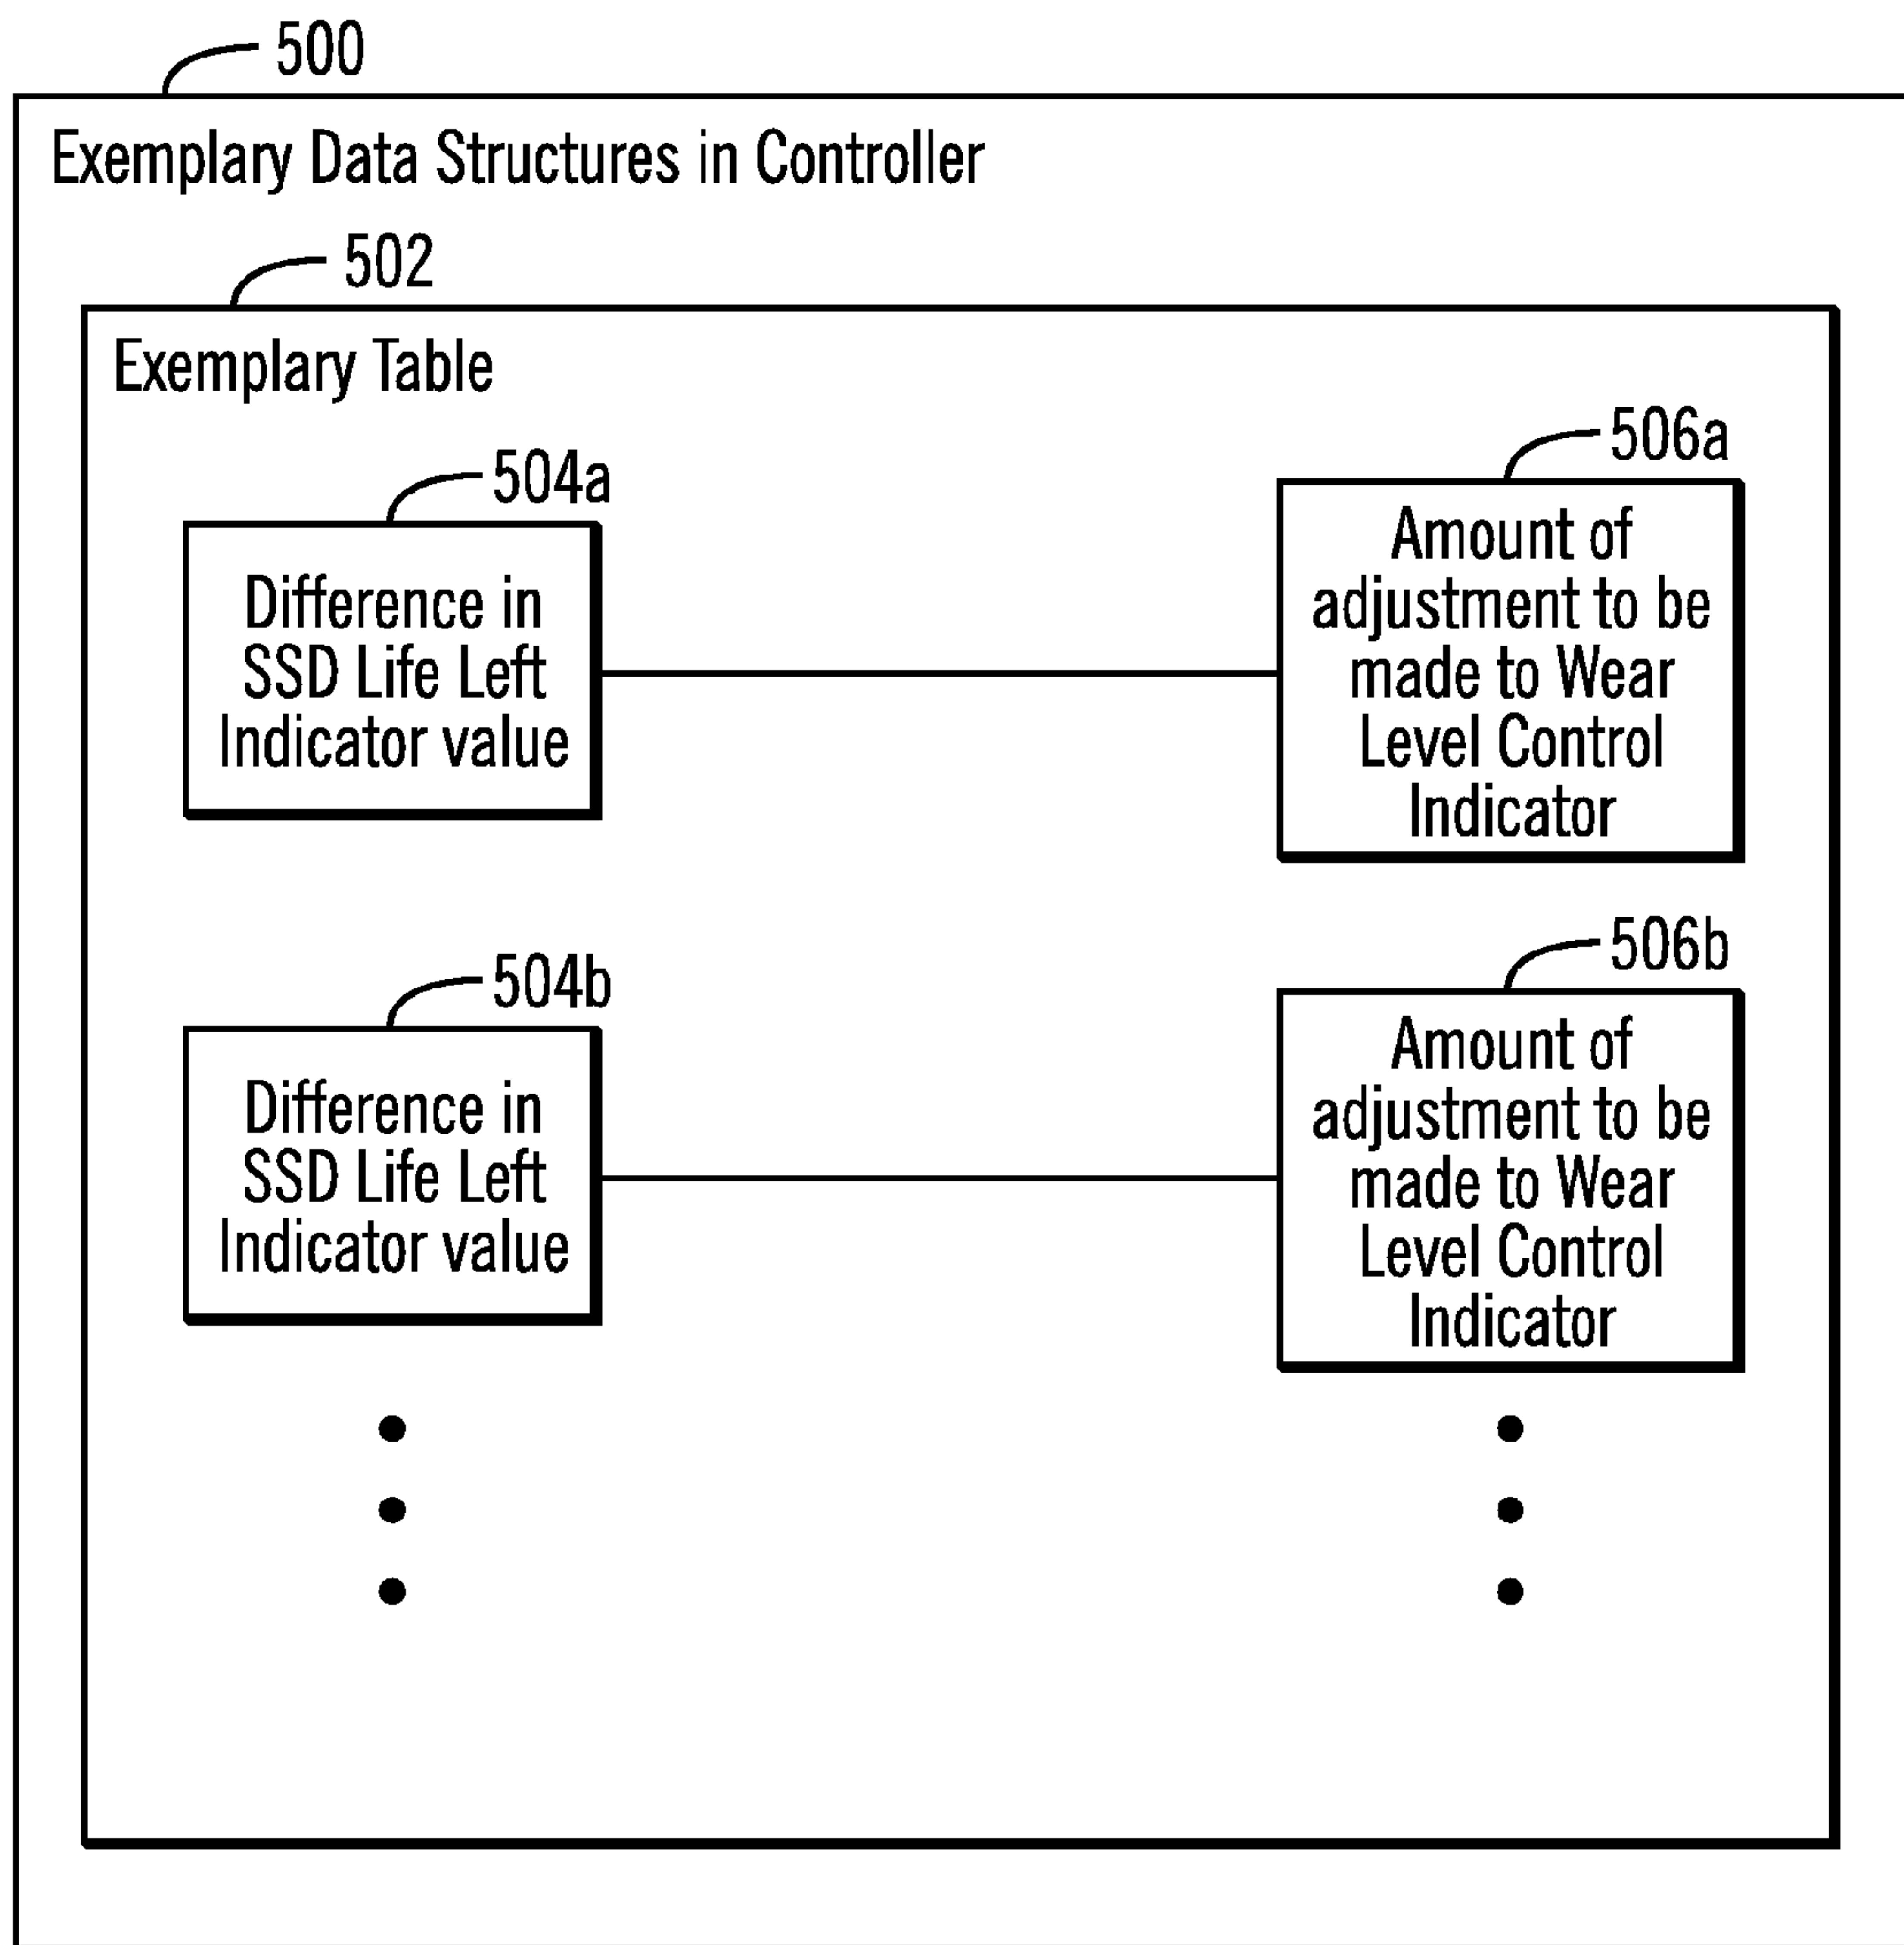 500
Exemplary Data Structures in Controller
502
Exemplary Table
504a
Difference in
SSD Life Left
Indicator value
506a
Amount of
adjustment to be
made to Wear
Level Control
Indicator
504b
Difference in
SSD Life Left
Indicator value
506b
Amount of
adjustment to be
made to Wear
Level Control
Indicator